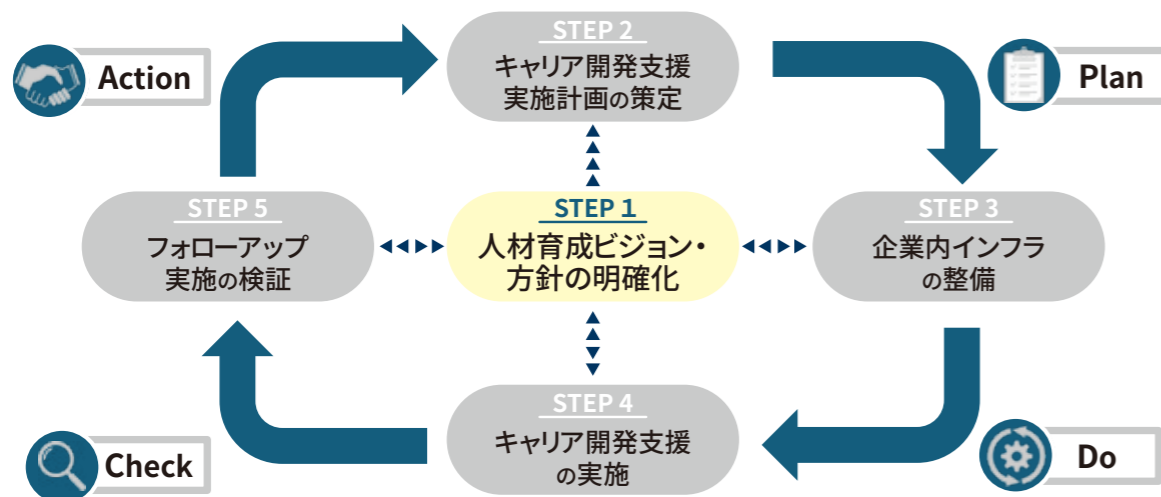 STEP 2
キャリア開発支援
実施計画の策定
Action
Plan
STEP 5
フォローアップ
実施の検証
STEP 1
人材育成ビジョン・
方針の明確化
STEP 3
企業内インフラ
の整備
STEP 4
キャリア開発支援
の実施
Check
Do